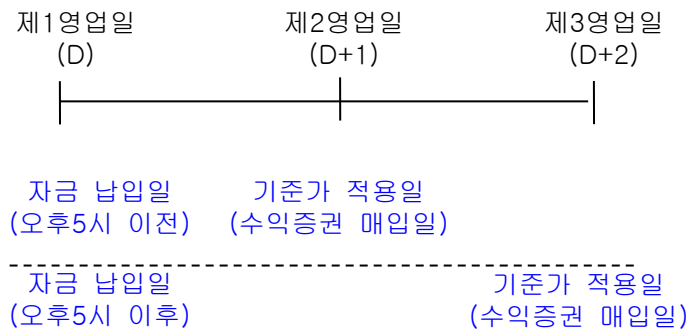 제1영업일 제2영업일 제3영업일
(D) (D+1) (D+2)
자금 납입일 기준가 적용일
(오후5시 이전) (수익증권 매입일)
자금 납입일 기준가 적용일
(오후5시 이후) (수익증권 매입일)